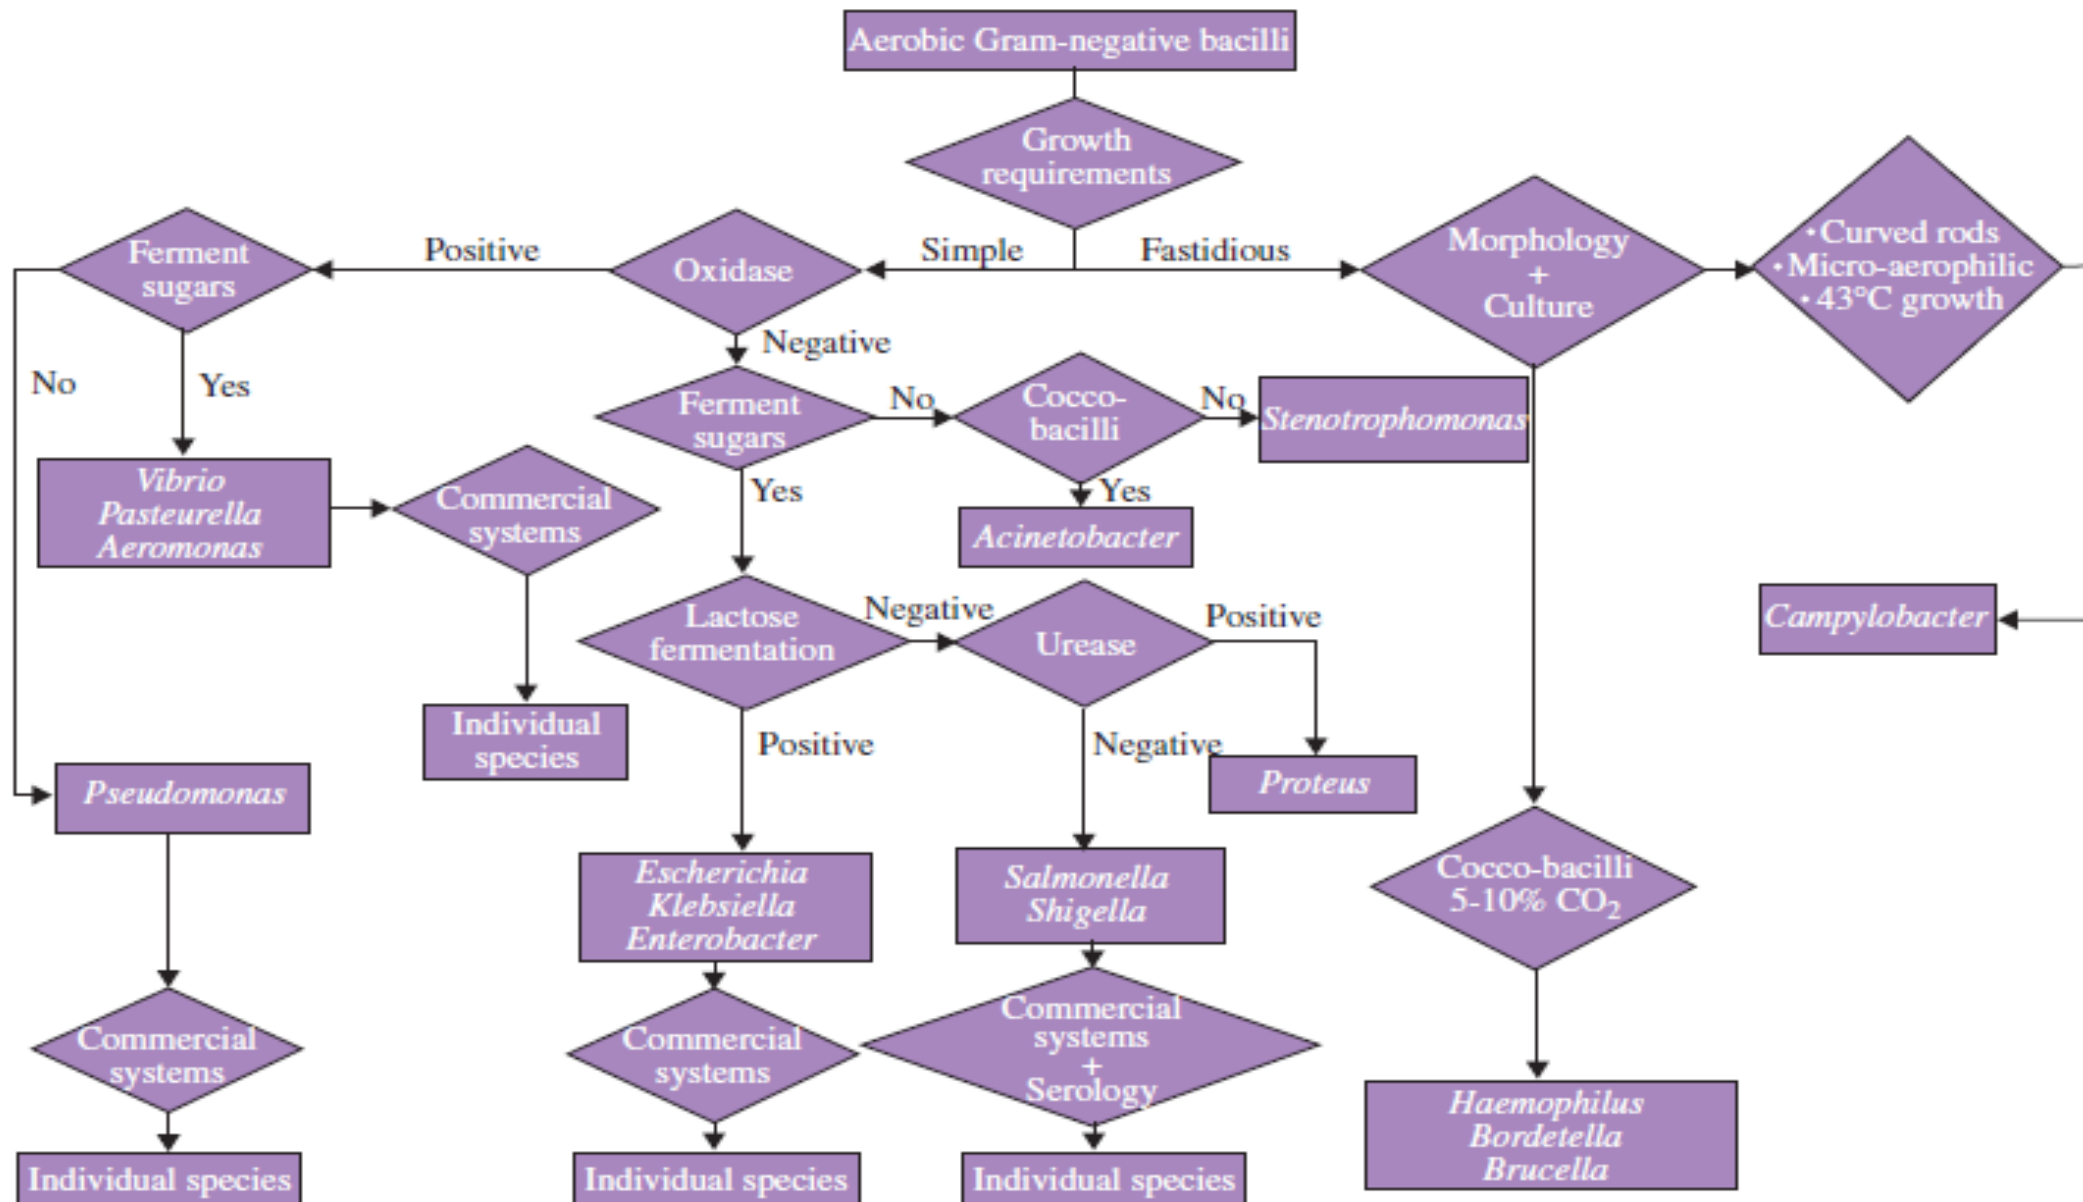 Aerobic Gram-negative bacilli
Growth
requirements
Simple
Fastidious
Oxidase
Positive
Negative
Ferment
sugars
No
Yes
Vibrio
Pasteurella
Aeromonas
Commercial
systems
Individual
species
Pseudomonas
Commercial
systems
Individual species
Ferment
sugars
No
Yes
Cocco-
bacilli
No
Yes
Stenotrophomonas
Acinetobacter
Lactose
fermentation
Negative
Positive
Urease
Positive
Negative
Proteus
Escherichia
Klebsiella
Enterobacter
Commercial
systems
Individual species
Salmonella
Shigella
Commercial
systems
+
Serology
Individual species
Morphology
+
Culture
• Curved rods
• Micro-aerophilic
• 43°C growth
Campylobacter
Cocco-bacilli
5-10% CO₂
Haemophilus
Bordetella
Brucella